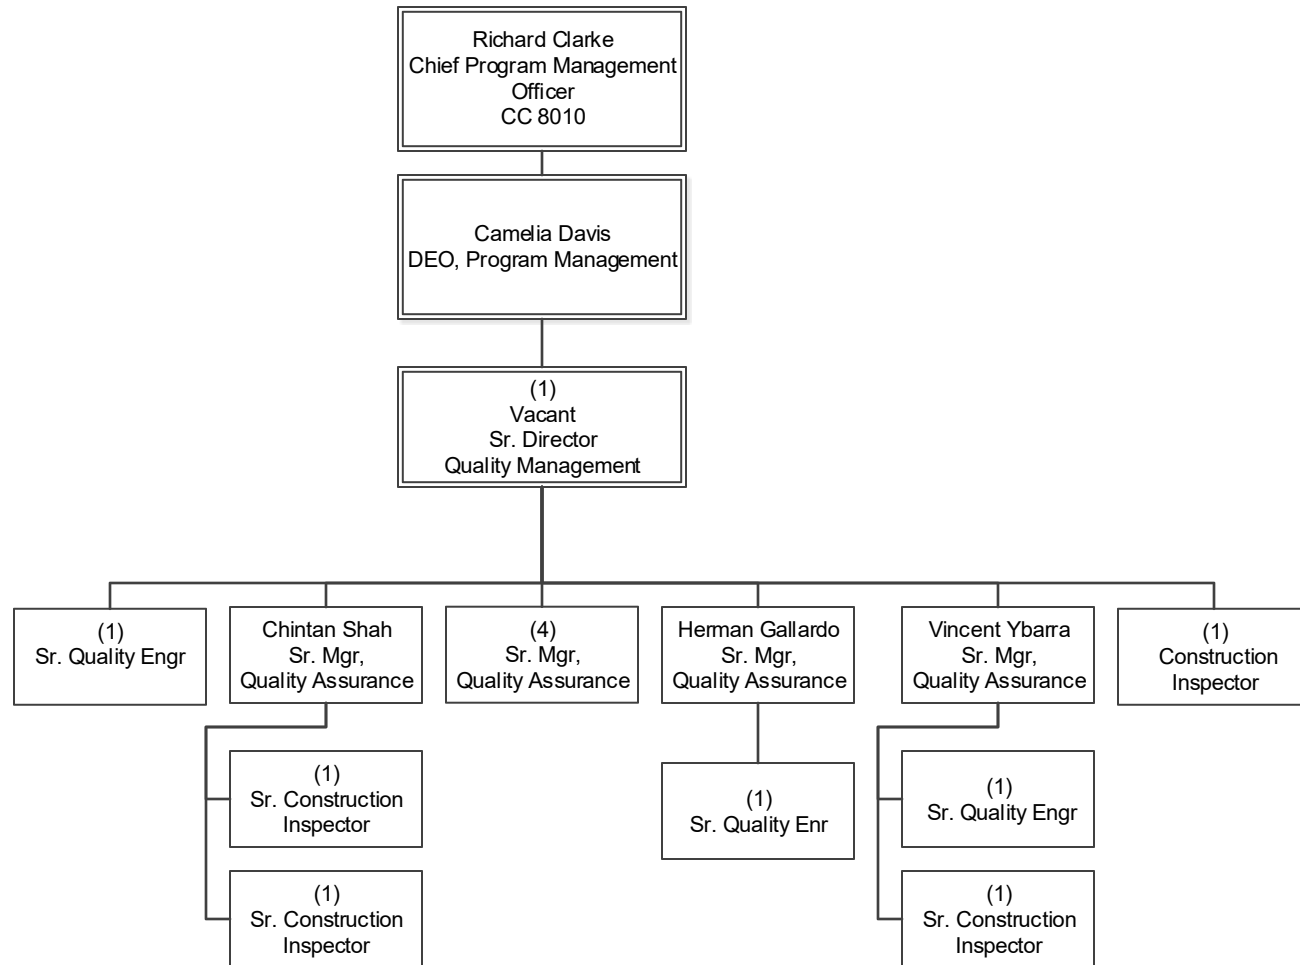 Richard Clarke
Chief Program Management
Officer
CC 8010
Camelia Davis
DEO, Program Management
(1)
Vacant
Sr. Director
Quality Management
(1)
Sr. Quality Engr
Chintan Shah
Sr. Mgr,
Quality Assurance
(4)
Sr. Mgr,
Quality Assurance
Herman Gallardo
Sr. Mgr,
Quality Assurance
Vincent Ybarra
Sr. Mgr,
Quality Assurance
(1)
Construction
Inspector
(1)
Sr. Construction
Inspector
(1)
Sr. Quality Enr
(1)
Sr. Quality Engr
(1)
Sr. Construction
Inspector
(1)
Sr. Construction
Inspector